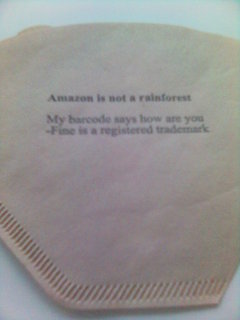 Amazon is not a rainforest
My barcode says how are you
-Fine is a registered trademark